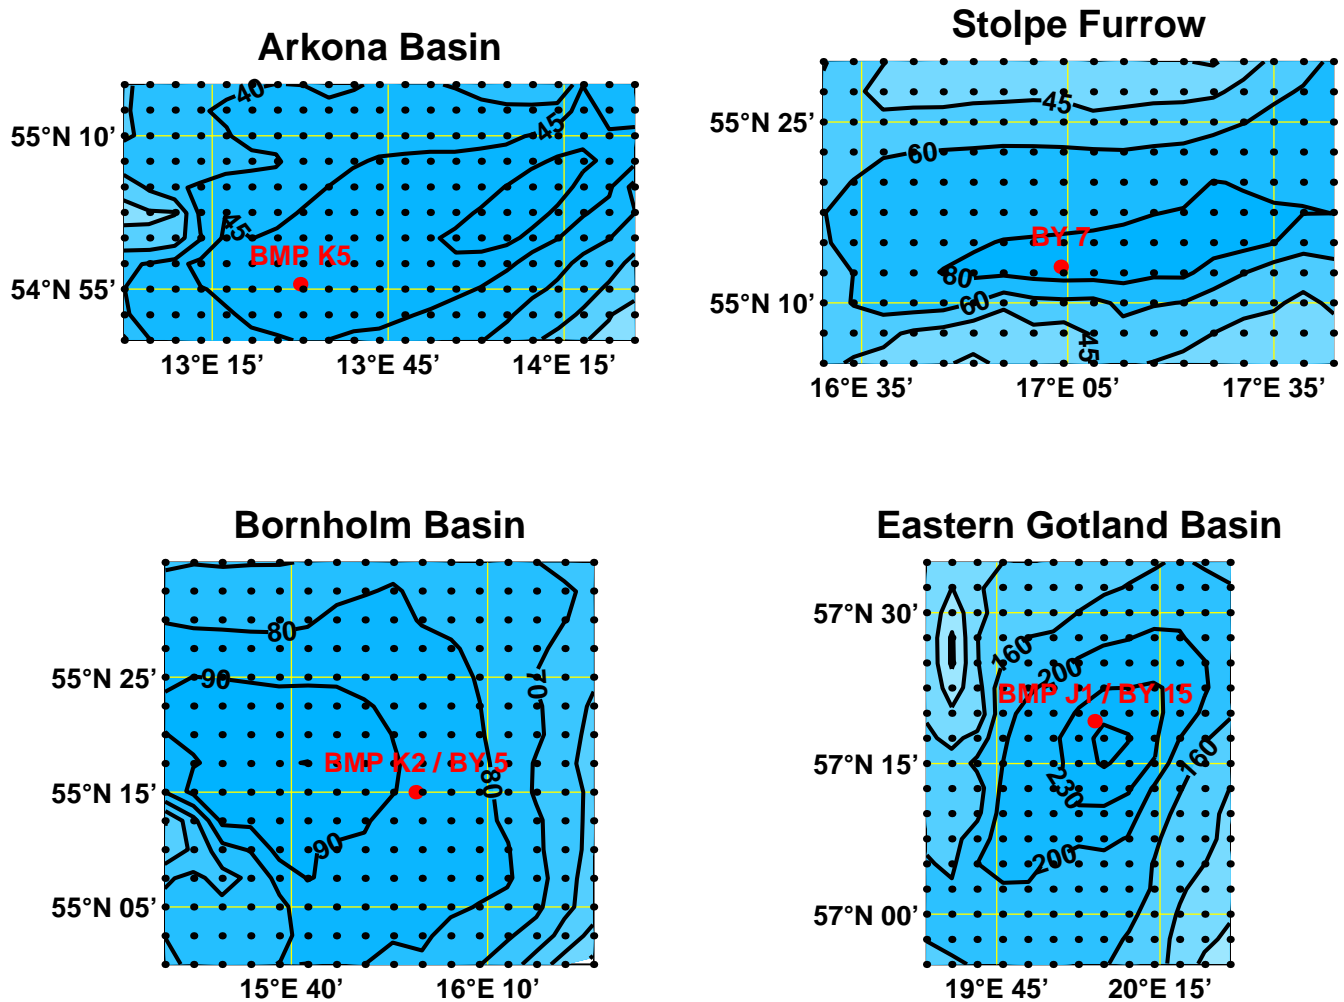 Arkona Basin
40
45
45
BMP K5
55°N 10’
54°N 55’
13°E 15’
13°E 45’
14°E 15’
Stolpe Furrow
45
60
BY 7
80
60
45
55°N 25’
55°N 10’
16°E 35’
17°E 05’
17°E 35’
Bornholm Basin
80
90
70
BMP K2 / BY 5
80
90
55°N 25’
55°N 15’
55°N 05’
15°E 40’
16°E 10’
Eastern Gotland Basin
160
200
BMP J1 / BY 15
160
230
200
57°N 30’
57°N 15’
57°N 00’
19°E 45’
20°E 15’